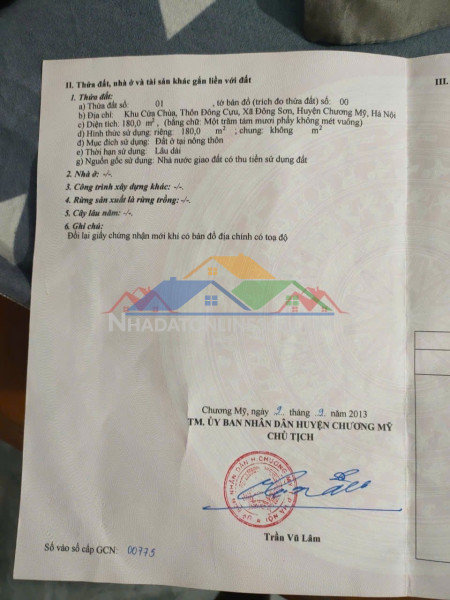 II. Thửa đất, nhà ở và tài sản khác gắn liền với đất
III.
1. Thửa đất:
a) Thửa đất số: 01 , tờ bản đồ (trích đo thửa đất) số: 00
b) Địa chỉ: Khu Cửa Chùa, Thôn Đông Cựu, Xã Đông Sơn, Huyện Chương Mỹ, Hà Nội
c) Diện tích: 180,0 m², (bằng chữ: Một trăm tám mươi phẩy không mét vuông)
d) Hình thức sử dụng: riêng: 180,0 m² ; chung: không m²
đ) Mục đích sử dụng: Đất ở tại nông thôn
e) Thời hạn sử dụng: Lâu dài
g) Nguồn gốc sử dụng: Nhà nước giao đất có thu tiền sử dụng đất
2. Nhà ở: -/-.
3. Công trình xây dựng khác: -/-.
4. Rừng sản xuất là rừng trồng: -/-.
5. Cây lâu năm: -/-.
6. Ghi chú:
Đổi lại giấy chứng nhận mới khi có bản đồ địa chính có toạ độ
NHADATONLINE
Chương Mỹ, ngày 9 tháng 9 năm 2013
TM. ỦY BAN NHÂN DÂN HUYỆN CHƯƠNG MỸ
CHỦ TỊCH
Trần Vũ Lâm
Số vào sổ cấp GCN: 00775